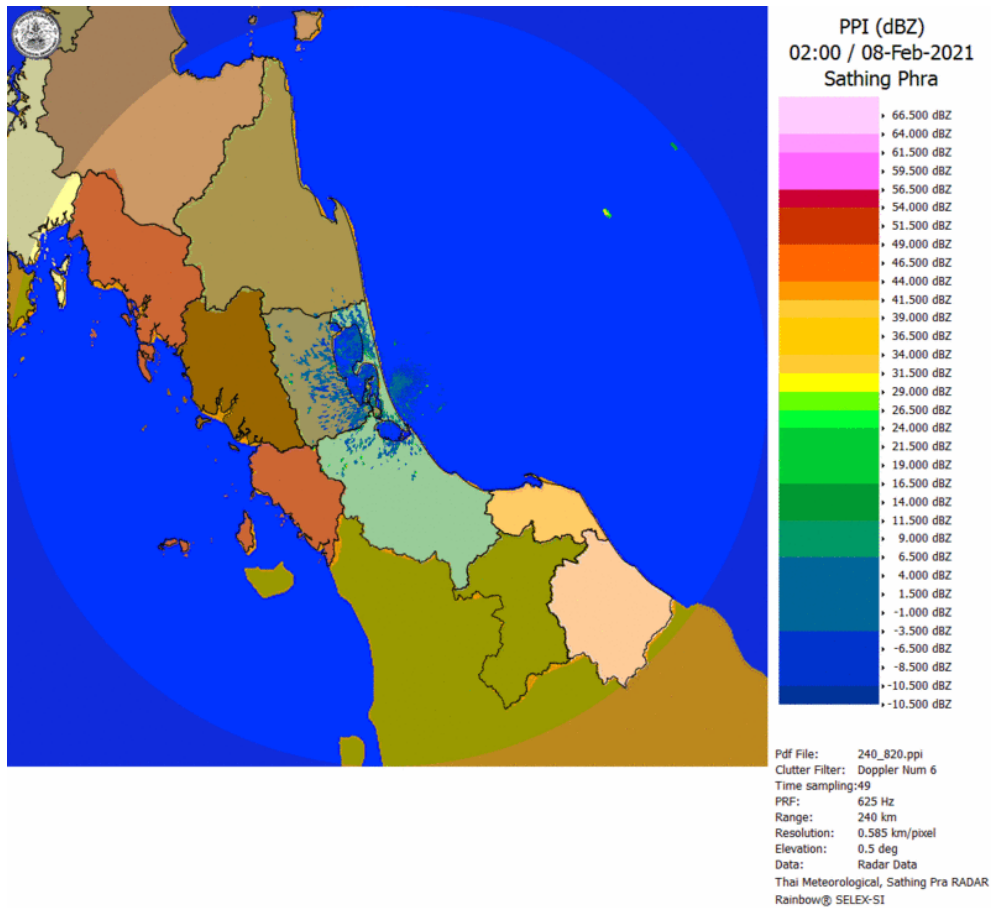 PPI (dBZ)
02:00 / 08-Feb-2021
Sathing Phra
66.500 dBZ
64.000 dBZ
61.500 dBZ
59.500 dBZ
56.500 dBZ
54.000 dBZ
51.500 dBZ
49.000 dBZ
46.500 dBZ
44.000 dBZ
41.500 dBZ
39.000 dBZ
36.500 dBZ
34.000 dBZ
31.500 dBZ
29.000 dBZ
26.500 dBZ
24.000 dBZ
21.500 dBZ
19.000 dBZ
16.500 dBZ
14.000 dBZ
11.500 dBZ
9.000 dBZ
6.500 dBZ
4.000 dBZ
1.500 dBZ
-1.000 dBZ
-3.500 dBZ
-6.500 dBZ
-8.500 dBZ
-10.500 dBZ
-10.500 dBZ
Pdf File: 240_820.ppi
Clutter Filter: Doppler Num 6
Time sampling:49
PRF: 625 Hz
Range: 240 km
Resolution: 0.585 km/pixel
Elevation: 0.5 deg
Data: Radar Data
Thai Meteorological, Sathing Pra RADAR
Rainbow® SELEX-SI